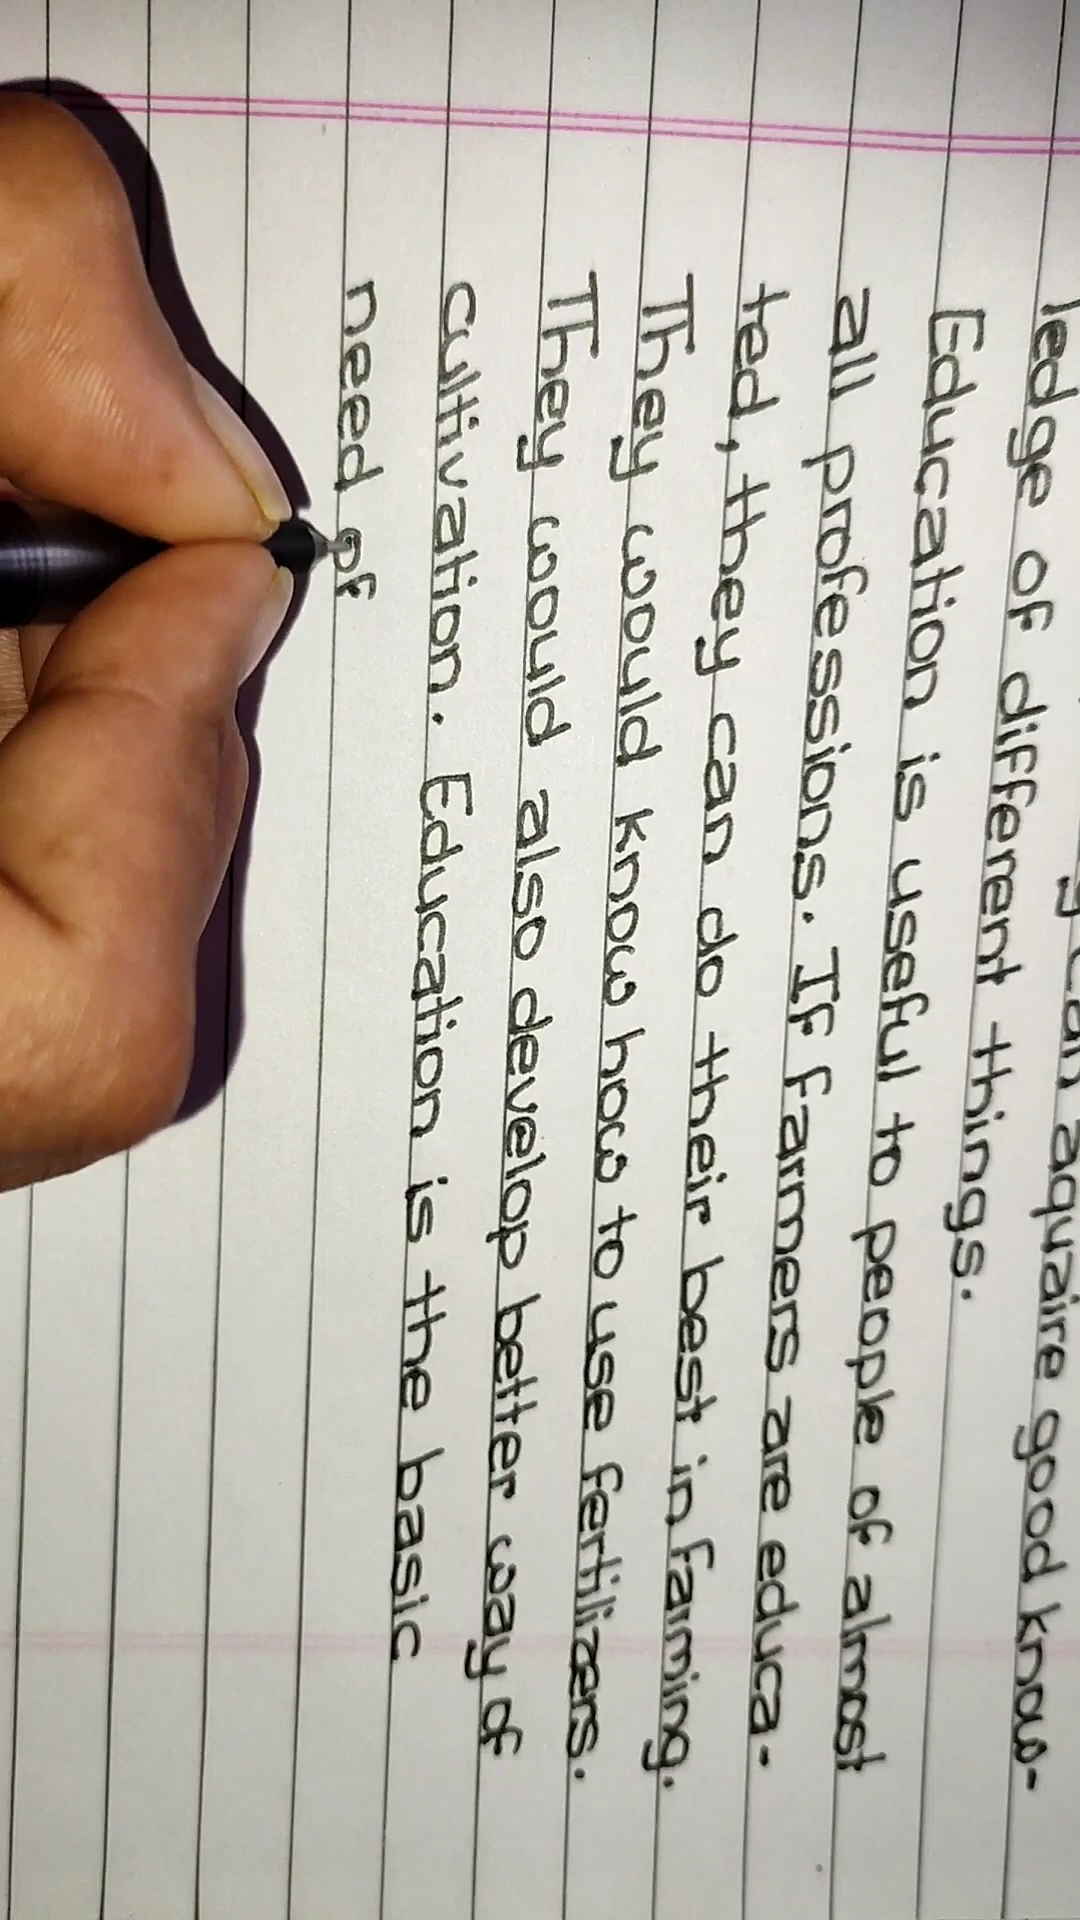 can aquaire good know-
ledge of different things.
Education is useful to people of almost
all professions. If farmers are educa-
ted, they can do their best in farming.
They would know how to use fertilizers.
They would also develop better way of
cultivation. Education is the basic
need of